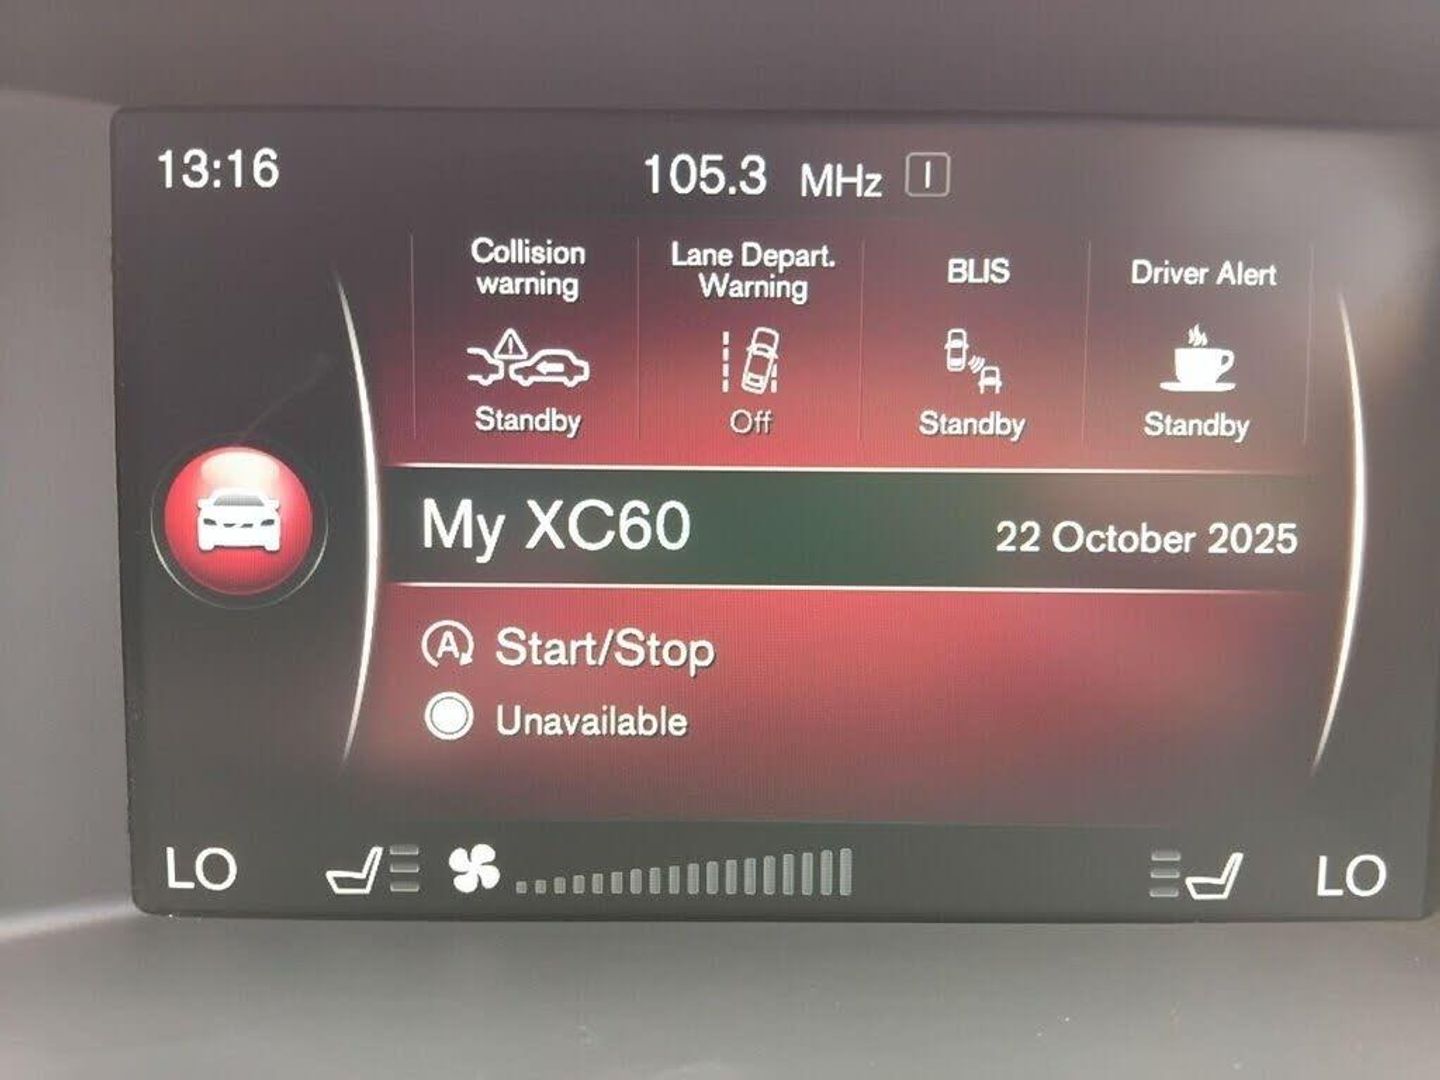 13:16
105.3 MHz I
Collision
warning
Standby
Lane Depart.
Warning
Off
BLIS
Standby
Driver Alert
Standby
My XC60
22 October 2025
A Start/Stop
Unavailable
LO
LO